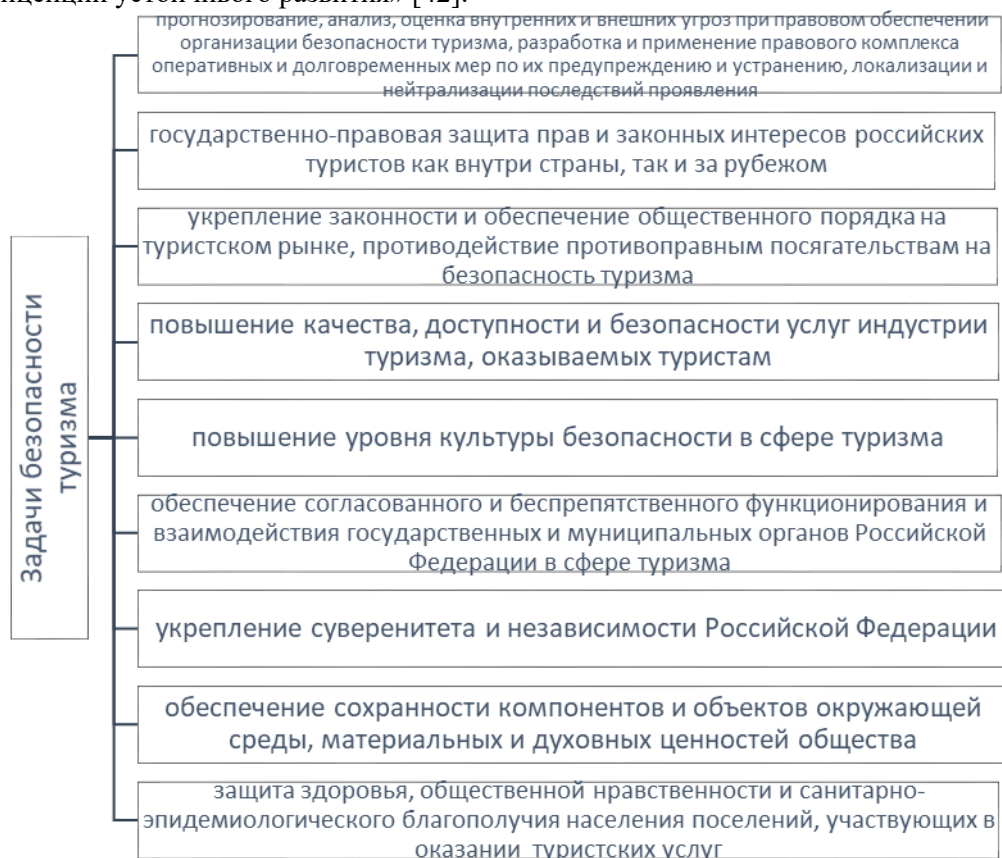 нцепции устойчивого развития» [42].
прогнозирование, анализ, оценка внутренних и внешних угроз при правовом обеспечении
организации безопасности туризма, разработка и применение правового комплекса
оперативных и долговременных мер по их предупреждению и устранению, локализации и
нейтрализации последствий проявления
государственно-правовая защита прав и законных интересов российских
туристов как внутри страны, так и за рубежом
укрепление законности и обеспечение общественного порядка на
туристском рынке, противодействие противоправным посягательствам на
безопасность туризма
повышение качества, доступности и безопасности услуг индустрии
туризма, оказываемых туристам
Задачи безопасности
туризма
повышение уровня культуры безопасности в сфере туризма
обеспечение согласованного и беспрепятственного функционирования и
взаимодействия государственных и муниципальных органов Российской
Федерации в сфере туризма
укрепление суверенитета и независимости Российской Федерации
обеспечение сохранности компонентов и объектов окружающей
среды, материальных и духовных ценностей общества
защита здоровья, общественной нравственности и санитарно-
эпидемиологического благополучия населения поселений, участвующих в
оказании туристских услуг